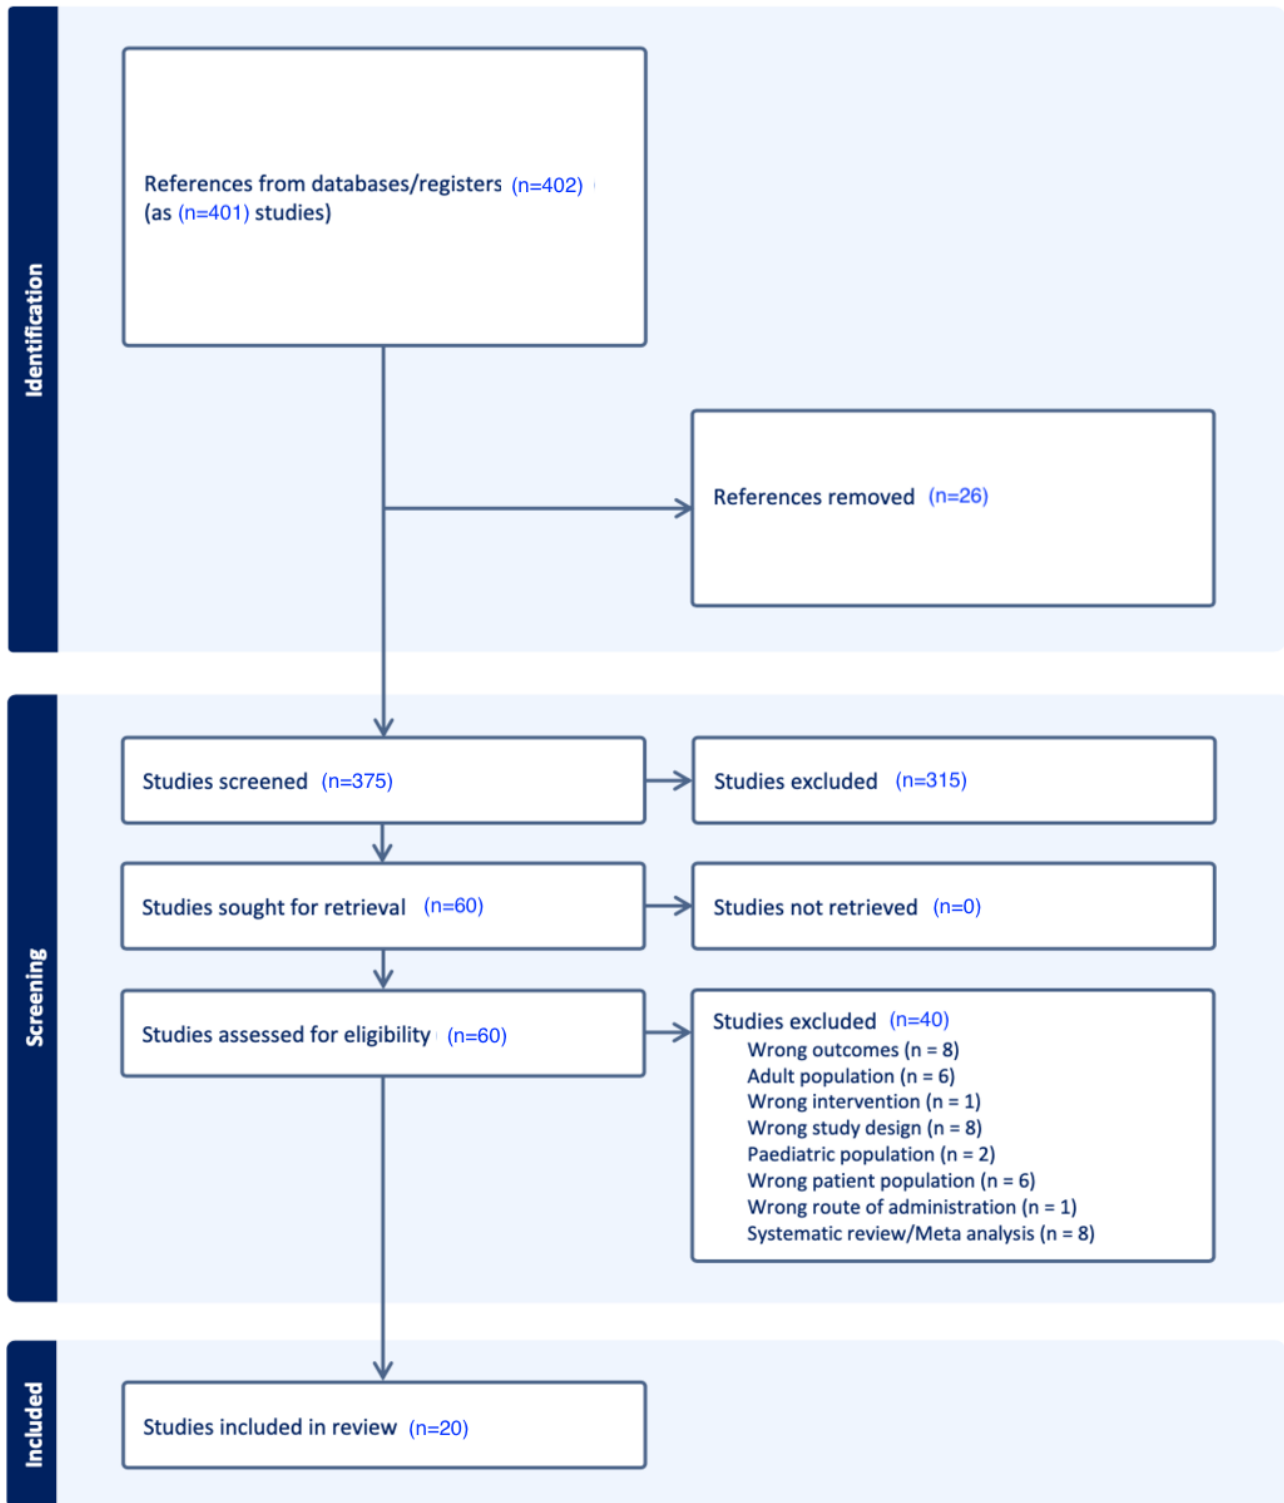 Identification
References from databases/registers (n=402)
(as (n=401) studies)
References removed (n=26)
Screening
Studies screened (n=375)
Studies excluded (n=315)
Studies sought for retrieval (n=60)
Studies not retrieved (n=0)
Studies assessed for eligibility (n=60)
Studies excluded (n=40)
Wrong outcomes (n = 8)
Adult population (n = 6)
Wrong intervention (n = 1)
Wrong study design (n = 8)
Paediatric population (n = 2)
Wrong patient population (n = 6)
Wrong route of administration (n = 1)
Systematic review/Meta analysis (n = 8)
Included
Studies included in review (n=20)